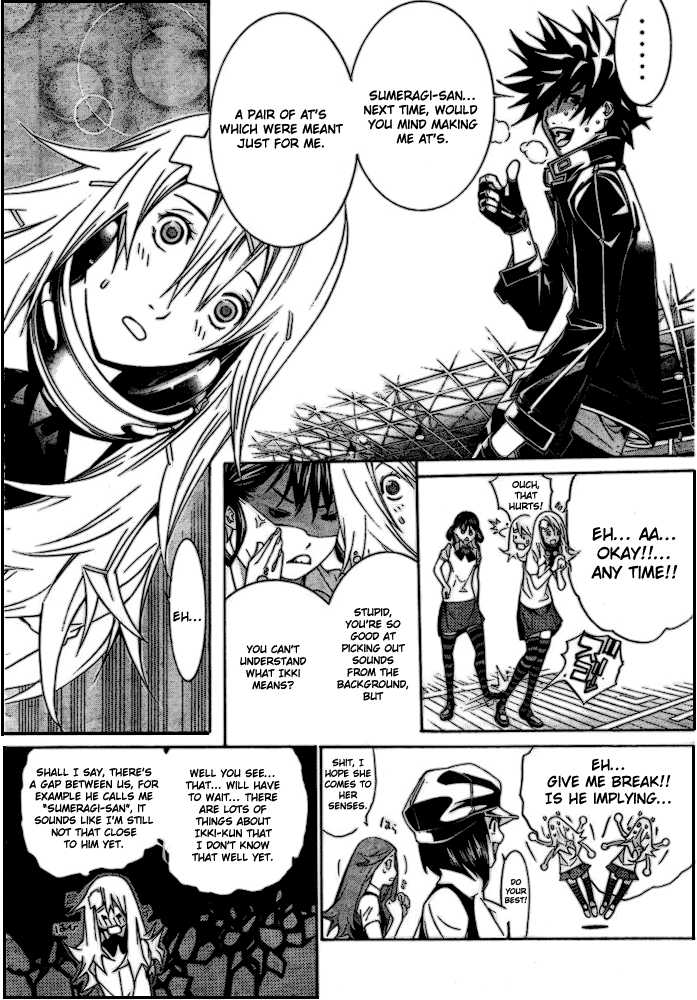 ......
SUMERAGI-SAN...
NEXT TIME, WOULD
YOU MIND MAKING
ME AT'S.
A PAIR OF AT'S
WHICH WERE MEANT
JUST FOR ME.
EH...
OUCH,
THAT
HURTS!
EH... AA...
OKAY!!...
ANY TIME!!
STUPID,
YOU'RE SO
GOOD AT
PICKING OUT
SOUNDS
FROM THE
BACKGROUND,
BUT
YOU CAN'T
UNDERSTAND
WHAT IKKI
MEANS?
EH...
GIVE ME BREAK!!
IS HE IMPLYING...
SHIT, I
HOPE SHE
COMES TO
HER
SENSES.
DO
YOUR
BEST!
WELL YOU SEE...
THAT... WILL HAVE
TO WAIT... THERE
ARE LOTS OF
THINGS ABOUT
IKKI-KUN THAT
I DON'T KNOW
THAT WELL YET.
SHALL I SAY, THERE'S
A GAP BETWEEN US, FOR
EXAMPLE HE CALLS ME
"SUMERAGI-SAN", IT
SOUNDS LIKE I'M STILL
NOT THAT CLOSE
TO HIM YET.